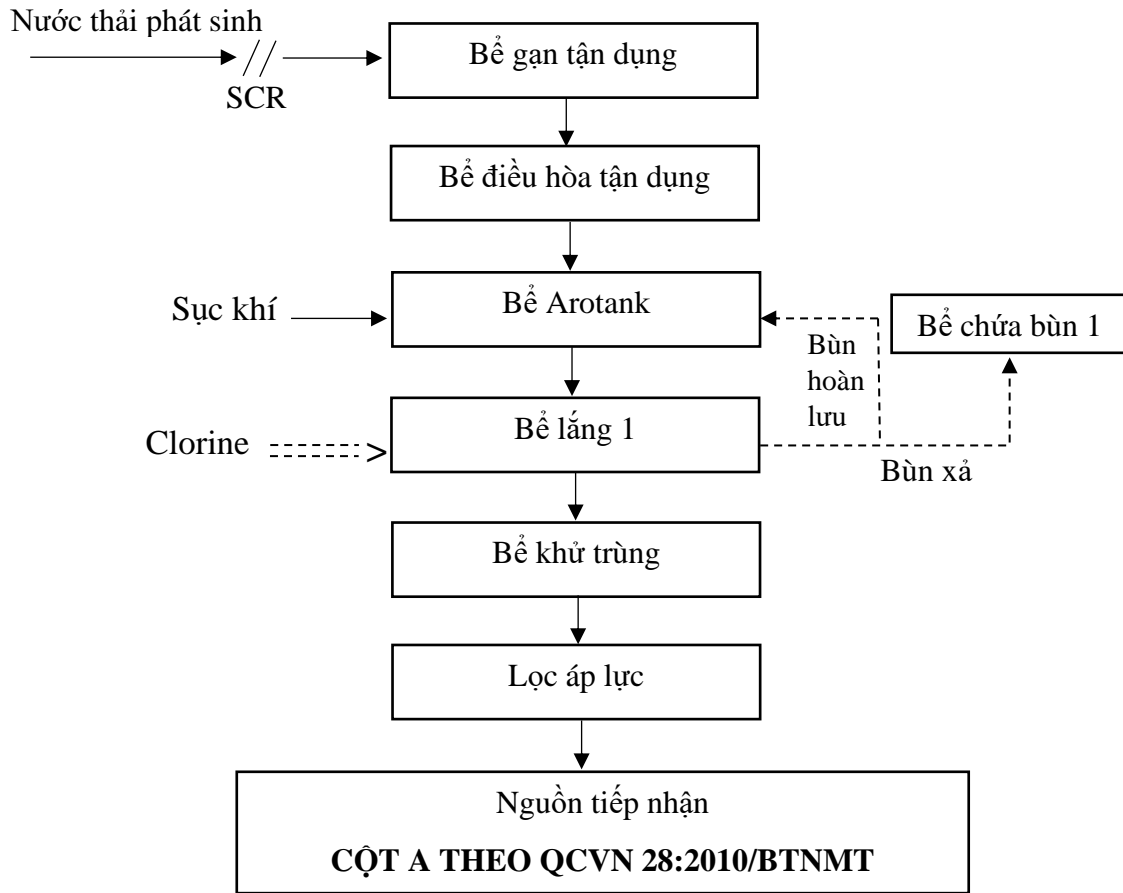 Nước thải phát sinh
SCR
Bể gạn tận dụng
Bể điều hòa tận dụng
Sục khí
Bể Arotank
Bể chứa bùn 1
Bùn
hoàn
lưu
Clorine
Bể lắng 1
Bùn xả
Bể khử trùng
Lọc áp lực
Nguồn tiếp nhận
CỘT A THEO QCVN 28:2010/BTNMT